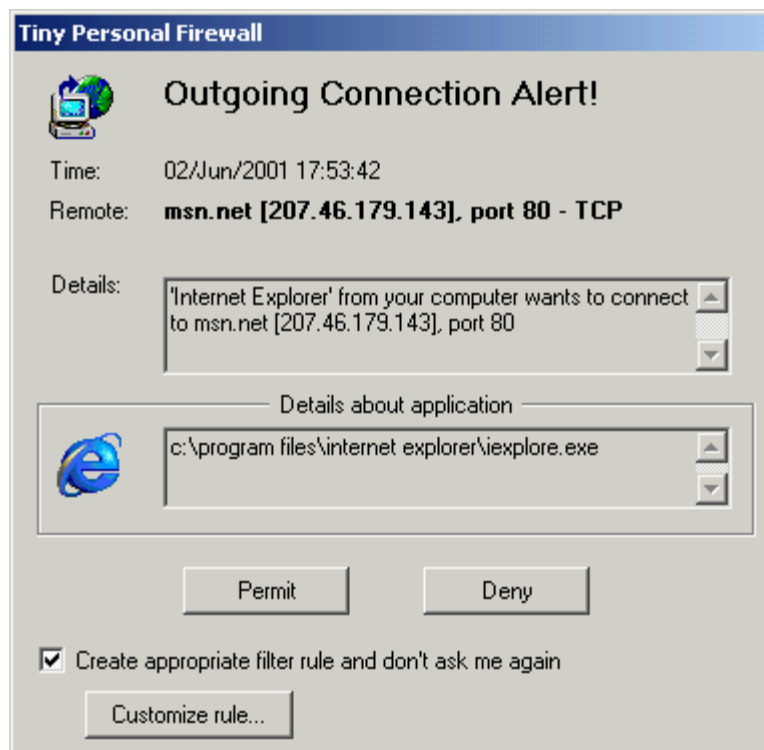 Tiny Personal Firewall
Outgoing Connection Alert!
Time: 02/Jun/2001 17:53:42
Remote: msn.net [207.46.179.143], port 80 - TCP
Details: 'Internet Explorer' from your computer wants to connect
to msn.net [207.46.179.143], port 80
Details about application
c:\program files\internet explorer\iexplore.exe
Permit Deny
Create appropriate filter rule and don't ask me again
Customize rule...